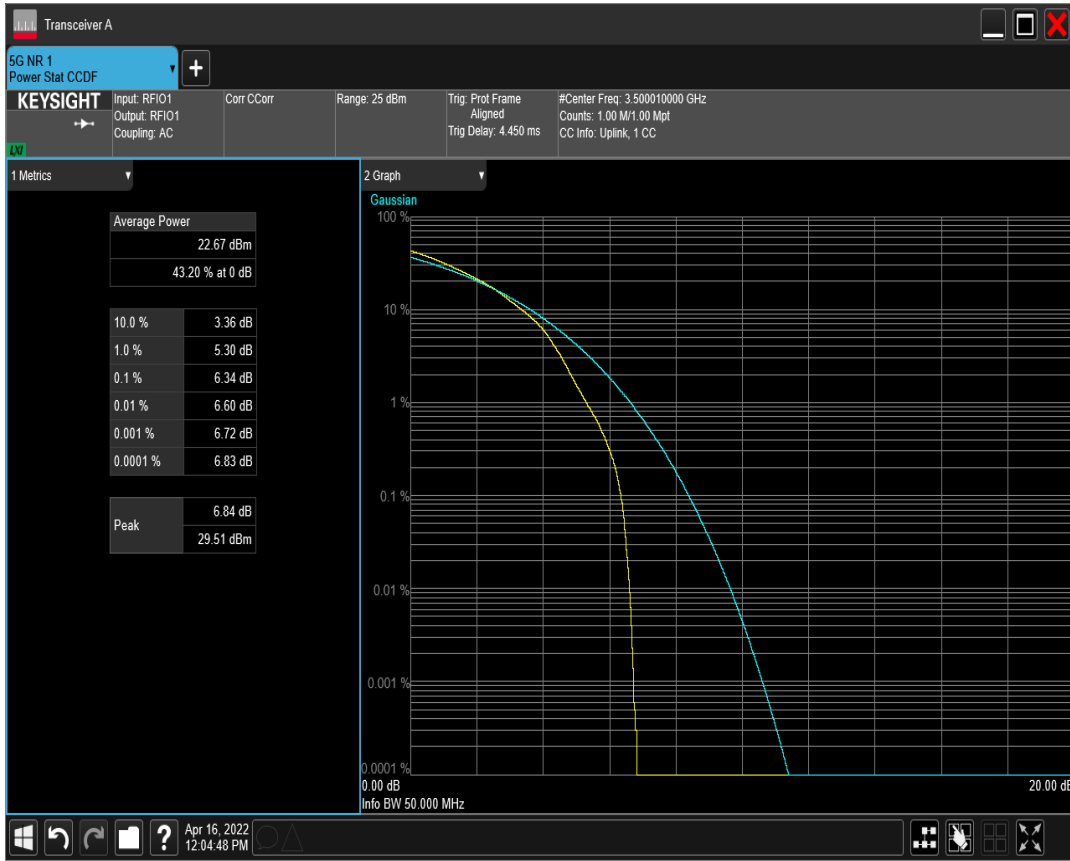 Transceiver A
5G NR 1
Power Stat CCDF
+
KEYSIGHT
LXI
Input: RFIO1
Output: RFIO1
Coupling: AC
Corr CCorr
Range: 25 dBm
Trig: Prot Frame
Aligned
Trig Delay: 4.450 ms
#Center Freq: 3.500010000 GHz
Counts: 1.00 M/1.00 Mpt
CC Info: Uplink, 1 CC
1 Metrics
Average Power
22.67 dBm
43.20 % at 0 dB
10.0 % 3.36 dB
1.0 % 5.30 dB
0.1 % 6.34 dB
0.01 % 6.60 dB
0.001 % 6.72 dB
0.0001 % 6.83 dB
Peak
6.84 dB
29.51 dBm
2 Graph
Gaussian
100 %
10 %
1 %
0.1 %
0.01 %
0.001 %
0.0001 %
0.00 dB
20.00 dB
Info BW 50.000 MHz
?
Apr 16, 2022
12:04:48 PM